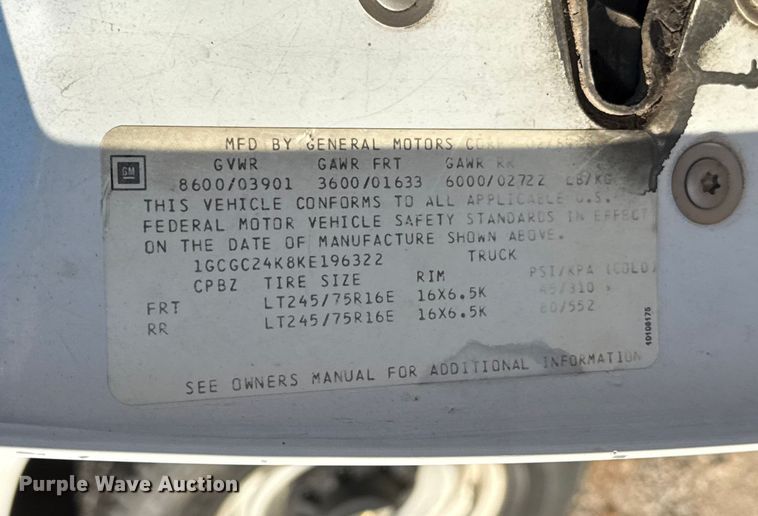 MFD BY GENERAL MOTORS CORP
GVWR GAWR FRT GAWR RR
GM
8600/03901 3600/01633 6000/02722 LB/KG
THIS VEHICLE CONFORMS TO ALL APPLICABLE U.S.
FEDERAL MOTOR VEHICLE SAFETY STANDARDS IN EFFECT
ON THE DATE OF MANUFACTURE SHOWN ABOVE.
1GCGC24K8KE196322 TRUCK
CPBZ TIRE SIZE RIM PSI/KPA (COLD)
FRT LT245/75R16E 16X6.5K 45/310
RR LT245/75R16E 16X6.5K 80/552
10106175
SEE OWNERS MANUAL FOR ADDITIONAL INFORMATION
Purple Wave Auction